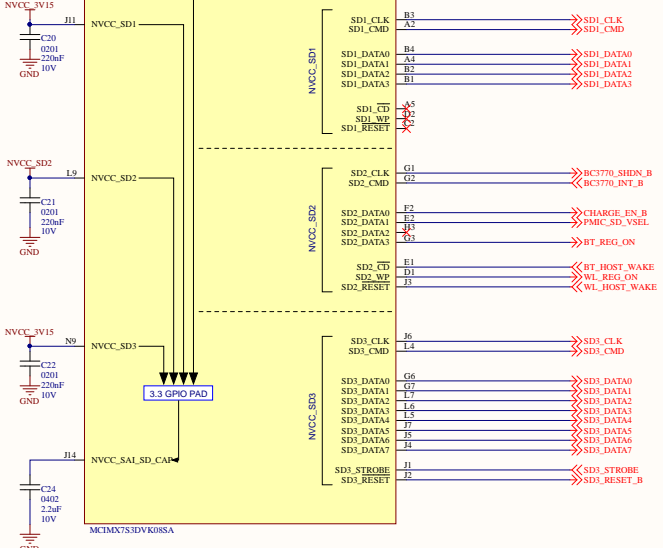 NVCC_3V15
J11
NVCC_SD1
C20
0201
220nF
10V
GND
NVCC_SD2
L9
NVCC_SD2
C21
0201
220nF
10V
GND
NVCC_3V15
N9
NVCC_SD3
C22
0201
220nF
10V
GND
3.3 GPIO PAD
J14
NVCC_SAI_SD_CAP
C24
0402
2.2uF
10V
GND
MCIMX7S3DVK08SA
NVCC_SD1
SD1_CLK B3 SD1_CLK
SD1_CMD A2 SD1_CMD
SD1_DATA0 B4 SD1_DATA0
SD1_DATA1 A4 SD1_DATA1
SD1_DATA2 B2 SD1_DATA2
SD1_DATA3 B1 SD1_DATA3
SD1_CD A5
SD1_WP
SD1_RESET
NVCC_SD2
SD2_CLK G1 BC3770_SHDN_B
SD2_CMD G2 BC3770_INT_B
SD2_DATA0 F2 CHARGE_EN_B
SD2_DATA1 E2 PMIC_SD_VSEL
SD2_DATA2 H3
SD2_DATA3 G3 BT_REG_ON
SD2_CD E1 BT_HOST_WAKE
SD2_WP D1 WL_REG_ON
SD2_RESET J3 WL_HOST_WAKE
NVCC_SD3
SD3_CLK J6 SD3_CLK
SD3_CMD L4 SD3_CMD
SD3_DATA0 G6 SD3_DATA0
SD3_DATA1 G7 SD3_DATA1
SD3_DATA2 L7 SD3_DATA2
SD3_DATA3 L6 SD3_DATA3
SD3_DATA4 L5 SD3_DATA4
SD3_DATA5 J7 SD3_DATA5
SD3_DATA6 J5 SD3_DATA6
SD3_DATA7 J4 SD3_DATA7
SD3_STROBE J1 SD3_STROBE
SD3_RESET J2 SD3_RESET_B